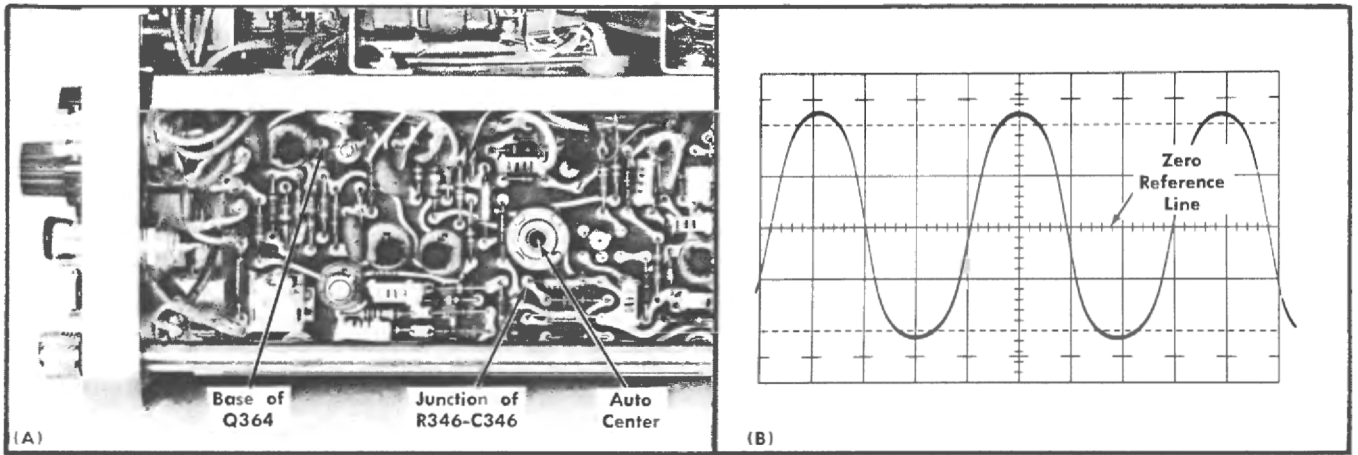 Base of
Q364
Junction of
R346-C346
Auto
Center
(A)
Zero
Reference
Line
(B)